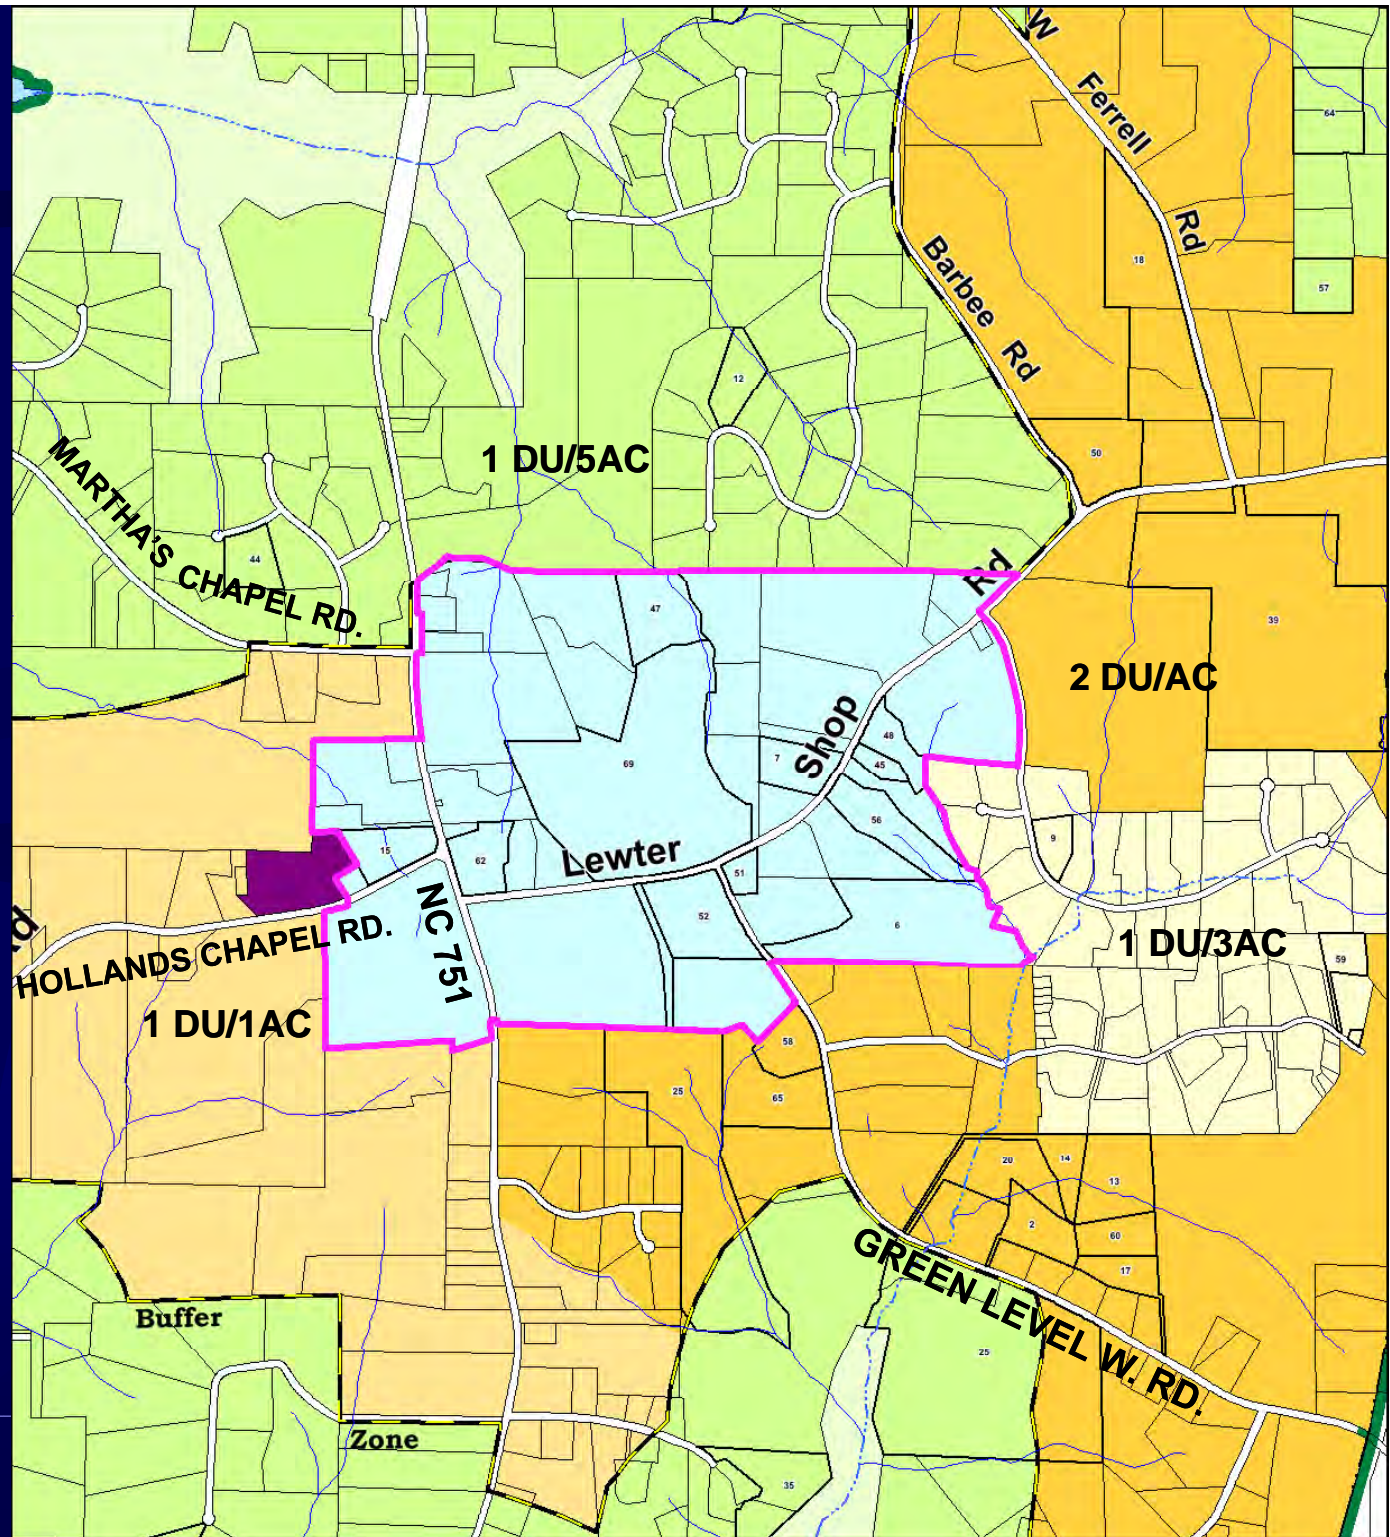 W
Ferrell
Rd
64
18
57
Barbee Rd
12
1 DU/5AC
50
MARTHA'S CHAPEL RD.
44
Rd
47
39
2 DU/AC
Shop
48
7
45
69
56
9
15
62
Lewter
51
52
6
NC 751
Rd
HOLLANDS CHAPEL RD.
1 DU/3AC
59
1 DU/1AC
58
25
65
20
14
13
2
60
17
GREEN LEVEL W. RD.
Buffer
25
Zone
35